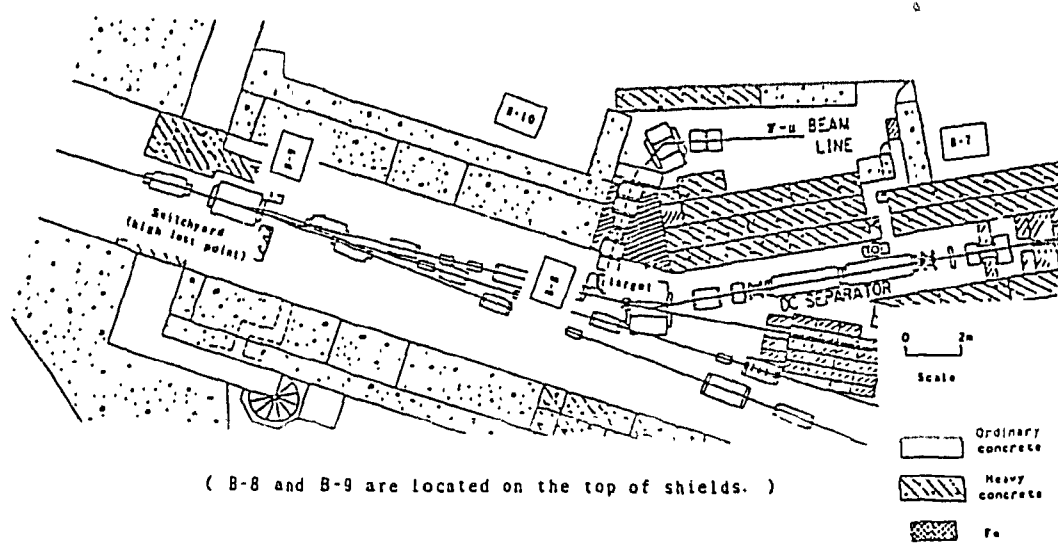 B-10
π-μ BEAM
LINE
B-7
B-9
Switchyard
(high lost point)
B-8
target
DC SEPARATOR
0 2m
Scale
Ordinary
concrete
Heavy
concrete
Fe
( B-8 and B-9 are located on the top of shields. )